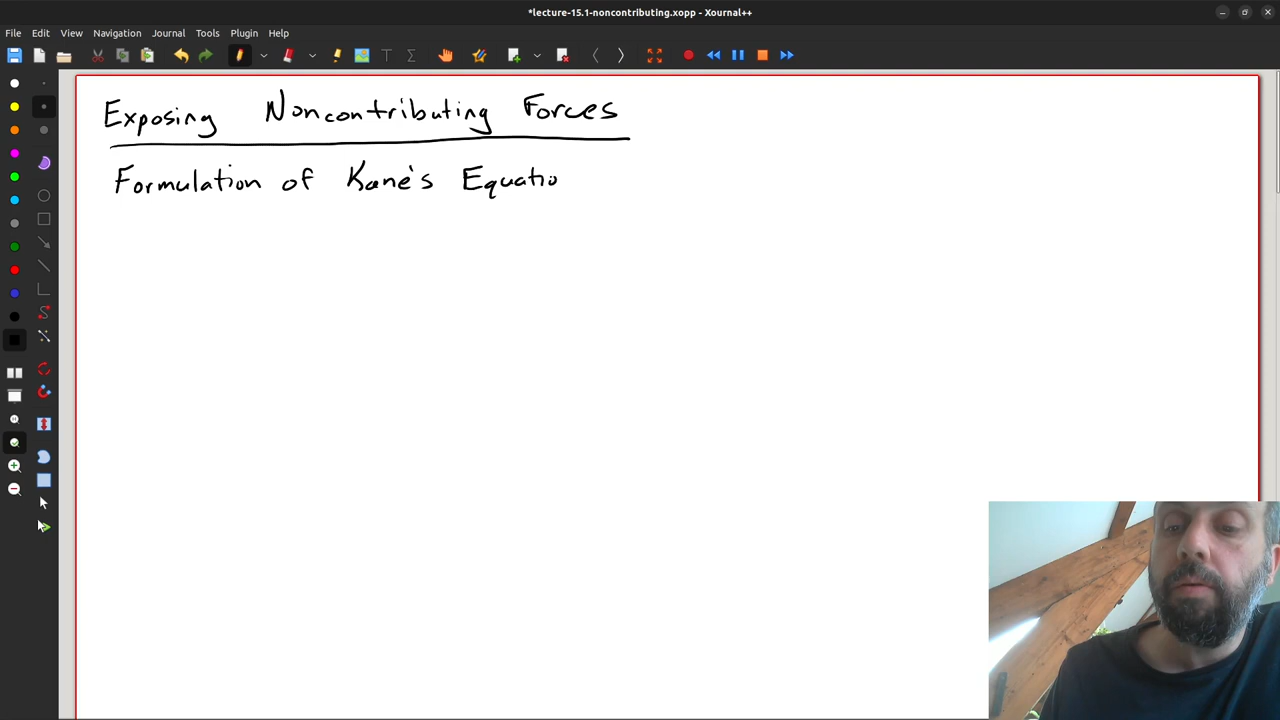 *lecture-15.1-noncontributing.xopp - Xournal++
File Edit View Navigation Journal Tools Plugin Help
Exposing Noncontributing Forces
Formulation of Kane's Equatio